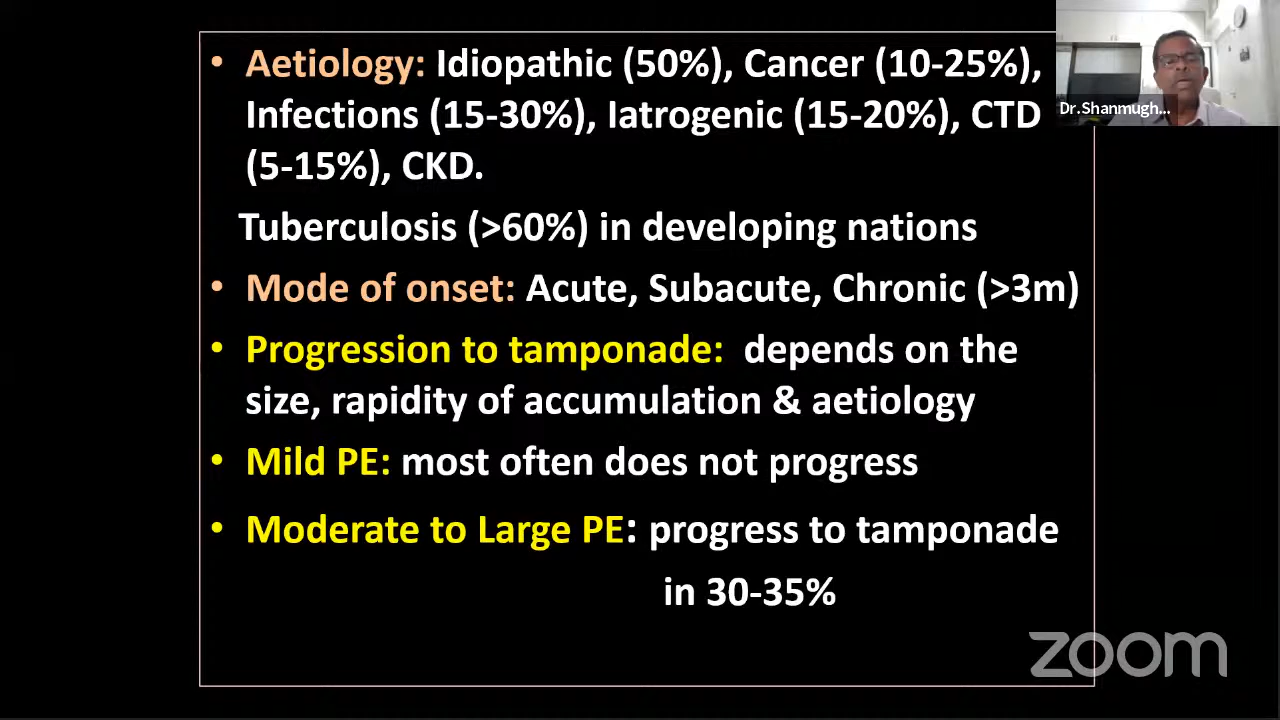 • Aetiology: Idiopathic (50%), Cancer (10-25%),
Infections (15-30%), Iatrogenic (15-20%), CTD
(5-15%), CKD.
Tuberculosis (>60%) in developing nations
• Mode of onset: Acute, Subacute, Chronic (>3m)
• Progression to tamponade: depends on the
size, rapidity of accumulation & aetiology
• Mild PE: most often does not progress
• Moderate to Large PE: progress to tamponade
in 30-35%
Dr.Shanmugh...
zoom